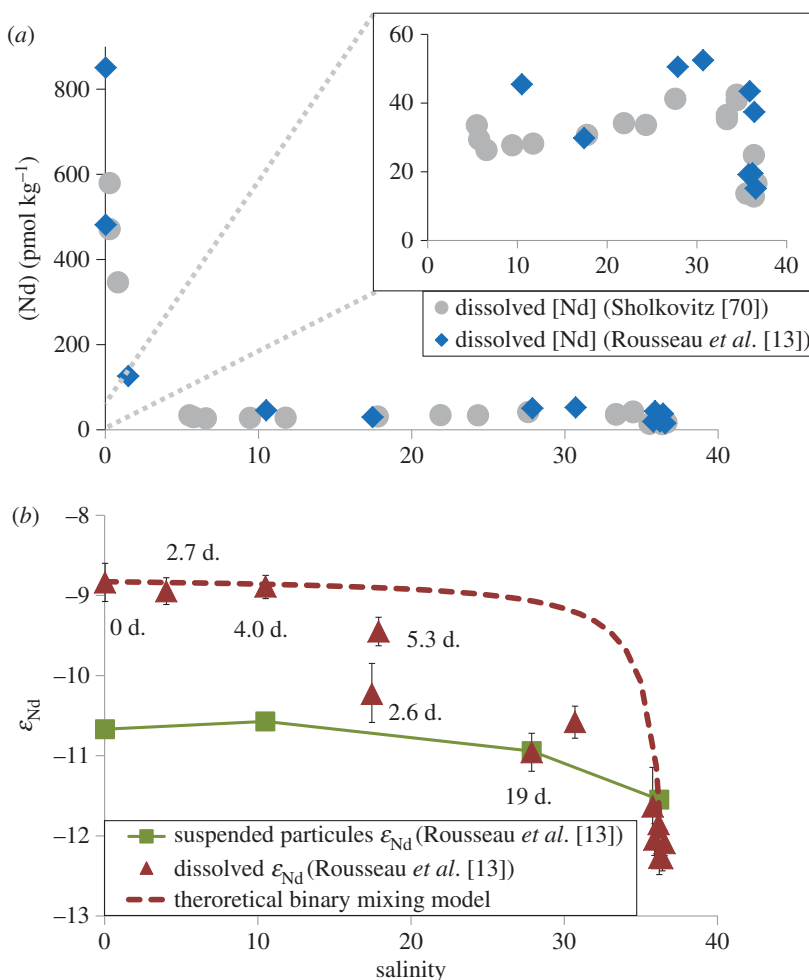 (a)
800
600
400
200
0
(Nd) (pmol kg−1)
0
10
20
30
40
60
40
20
0
0
10
20
30
40
dissolved [Nd] (Sholkovitz [70])
dissolved [Nd] (Rousseau et al. [13])
(b)
−8
−9
−10
−11
−12
−13
εNd
2.7 d.
0 d.
4.0 d.
5.3 d.
2.6 d.
19 d.
suspended particules εNd (Rousseau et al. [13])
dissolved εNd (Rousseau et al. [13])
theroretical binary mixing model
0
10
20
30
40
salinity